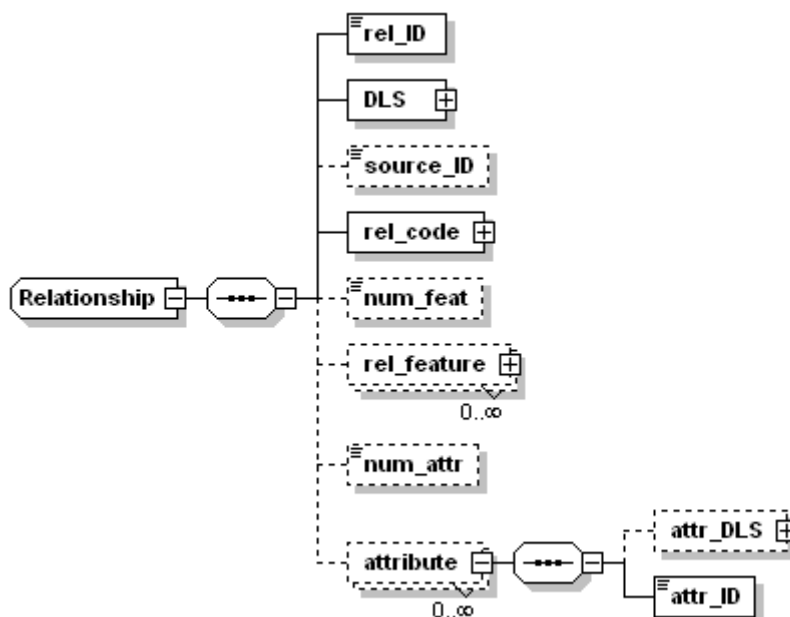 rel_ID
DLS
source_ID
rel_code
Relationship
num_feat
rel_feature
0..∞
num_attr
attr_DLS
attribute
attr_ID
0..∞